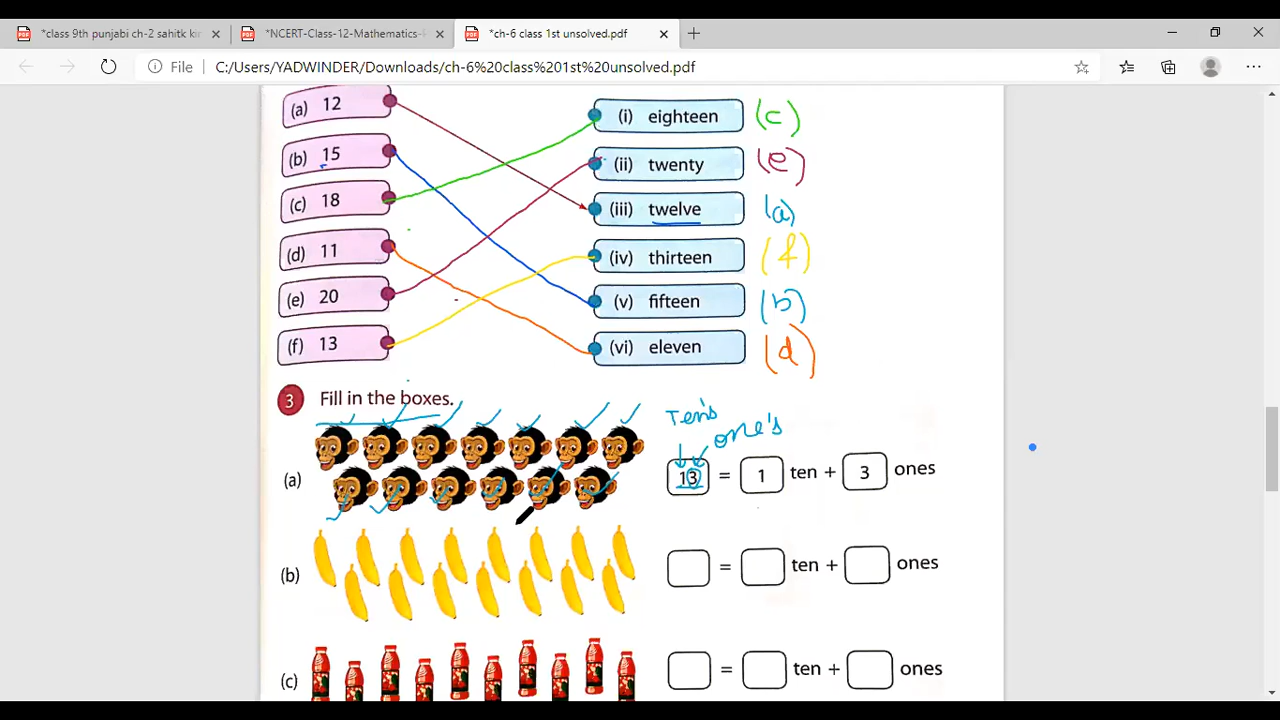 *class 9th punjabi ch-2 sahitk kir
*NCERT-Class-12-Mathematics-
*ch-6 class 1st unsolved.pdf
File C:/Users/YADWINDER/Downloads/ch-6%20class%201st%20unsolved.pdf
(a) 12 (i) eighteen (c)
(b) 15 (ii) twenty (e)
(c) 18 (iii) twelve (a)
(d) 11 (iv) thirteen (f)
(e) 20 (v) fifteen (b)
(f) 13 (vi) eleven (d)
3 Fill in the boxes.
Ten's one's
(a) 13 = 1 ten + 3 ones
(b) = ten + ones
(c) = ten + ones